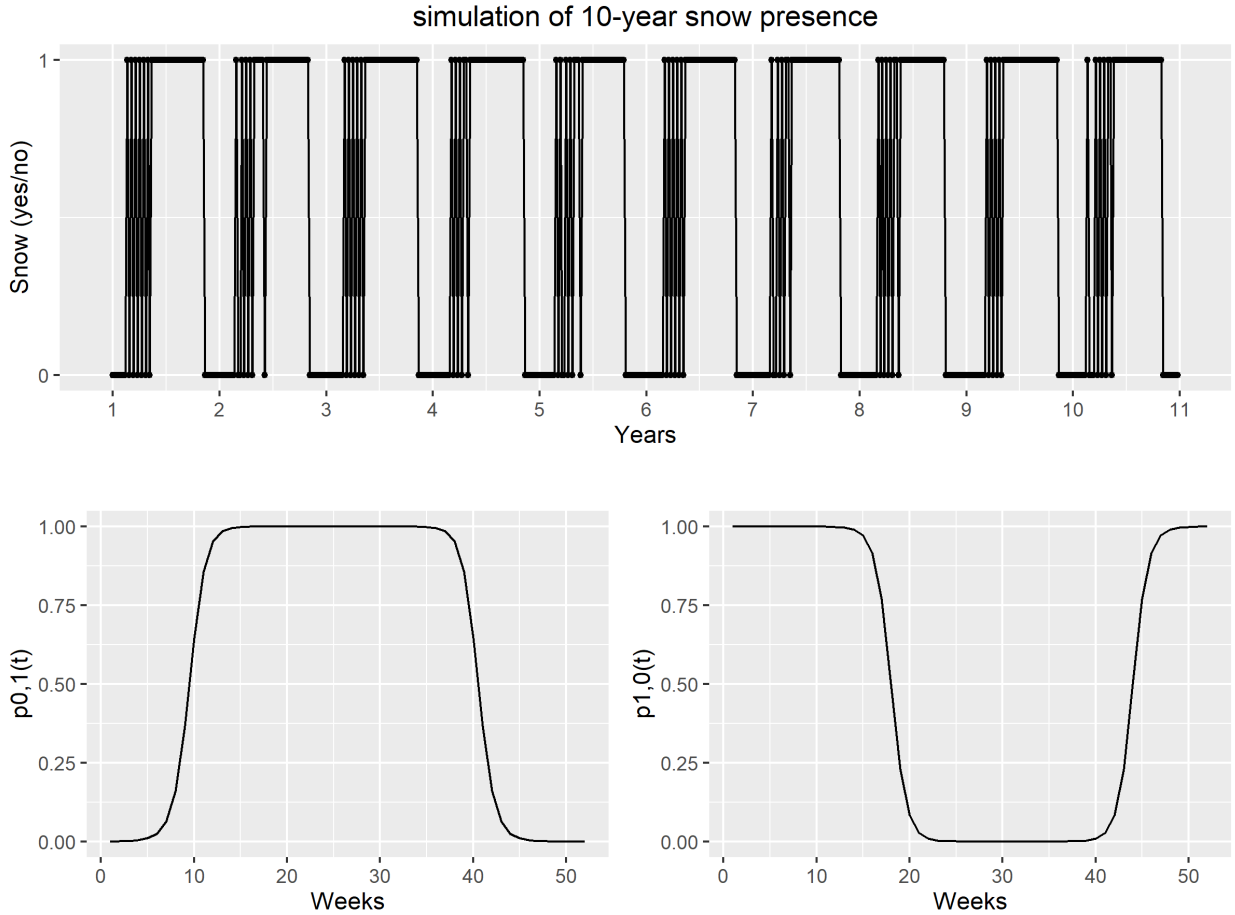 simulation of 10-year snow presence
Snow (yes/no)
1
0
1 2 3 4 5 6 7 8 9 10 11
Years
p0,1(t)
1.00
0.75
0.50
0.25
0.00
0 10 20 30 40 50
Weeks
p1,0(t)
1.00
0.75
0.50
0.25
0.00
0 10 20 30 40 50
Weeks